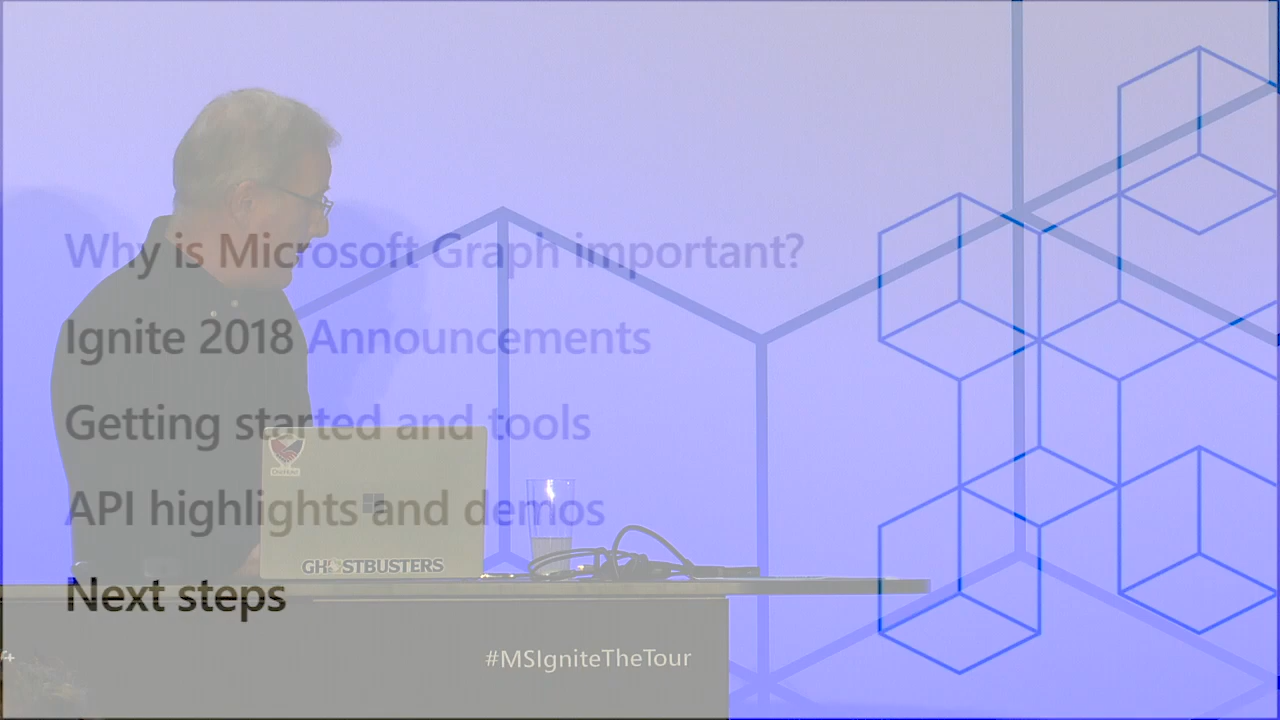 Why is Microsoft Graph important?
Ignite 2018 Announcements
Getting started and tools
API highlights and demos
GHOSTBUSTERS
Next steps
#MSIgniteTheTour